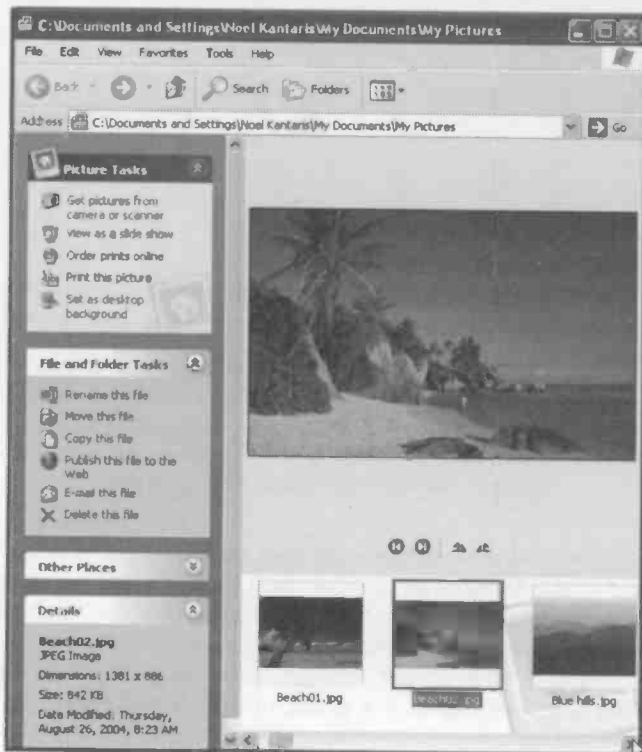 C:\Documents and Settings\Noel Kantaris\My Documents\My Pictures
File Edit View Favorites Tools Help
Back Search Folders
Address C:\Documents and Settings\Noel Kantaris\My Documents\My Pictures Go
Picture Tasks
Get pictures from
camera or scanner
View as a slide show
Order prints online
Print this picture
Set as desktop
background
File and Folder Tasks
Rename this file
Move this file
Copy this file
Publish this file to the
Web
E-mail this file
Delete this file
Other Places
Details
Beach02.jpg
JPEG Image
Dimensions: 1381 x 886
Size: 842 KB
Date Modified: Thursday,
August 26, 2004, 8:23 AM
Beach01.jpg
Beach02.jpg
Blue hills.jpg